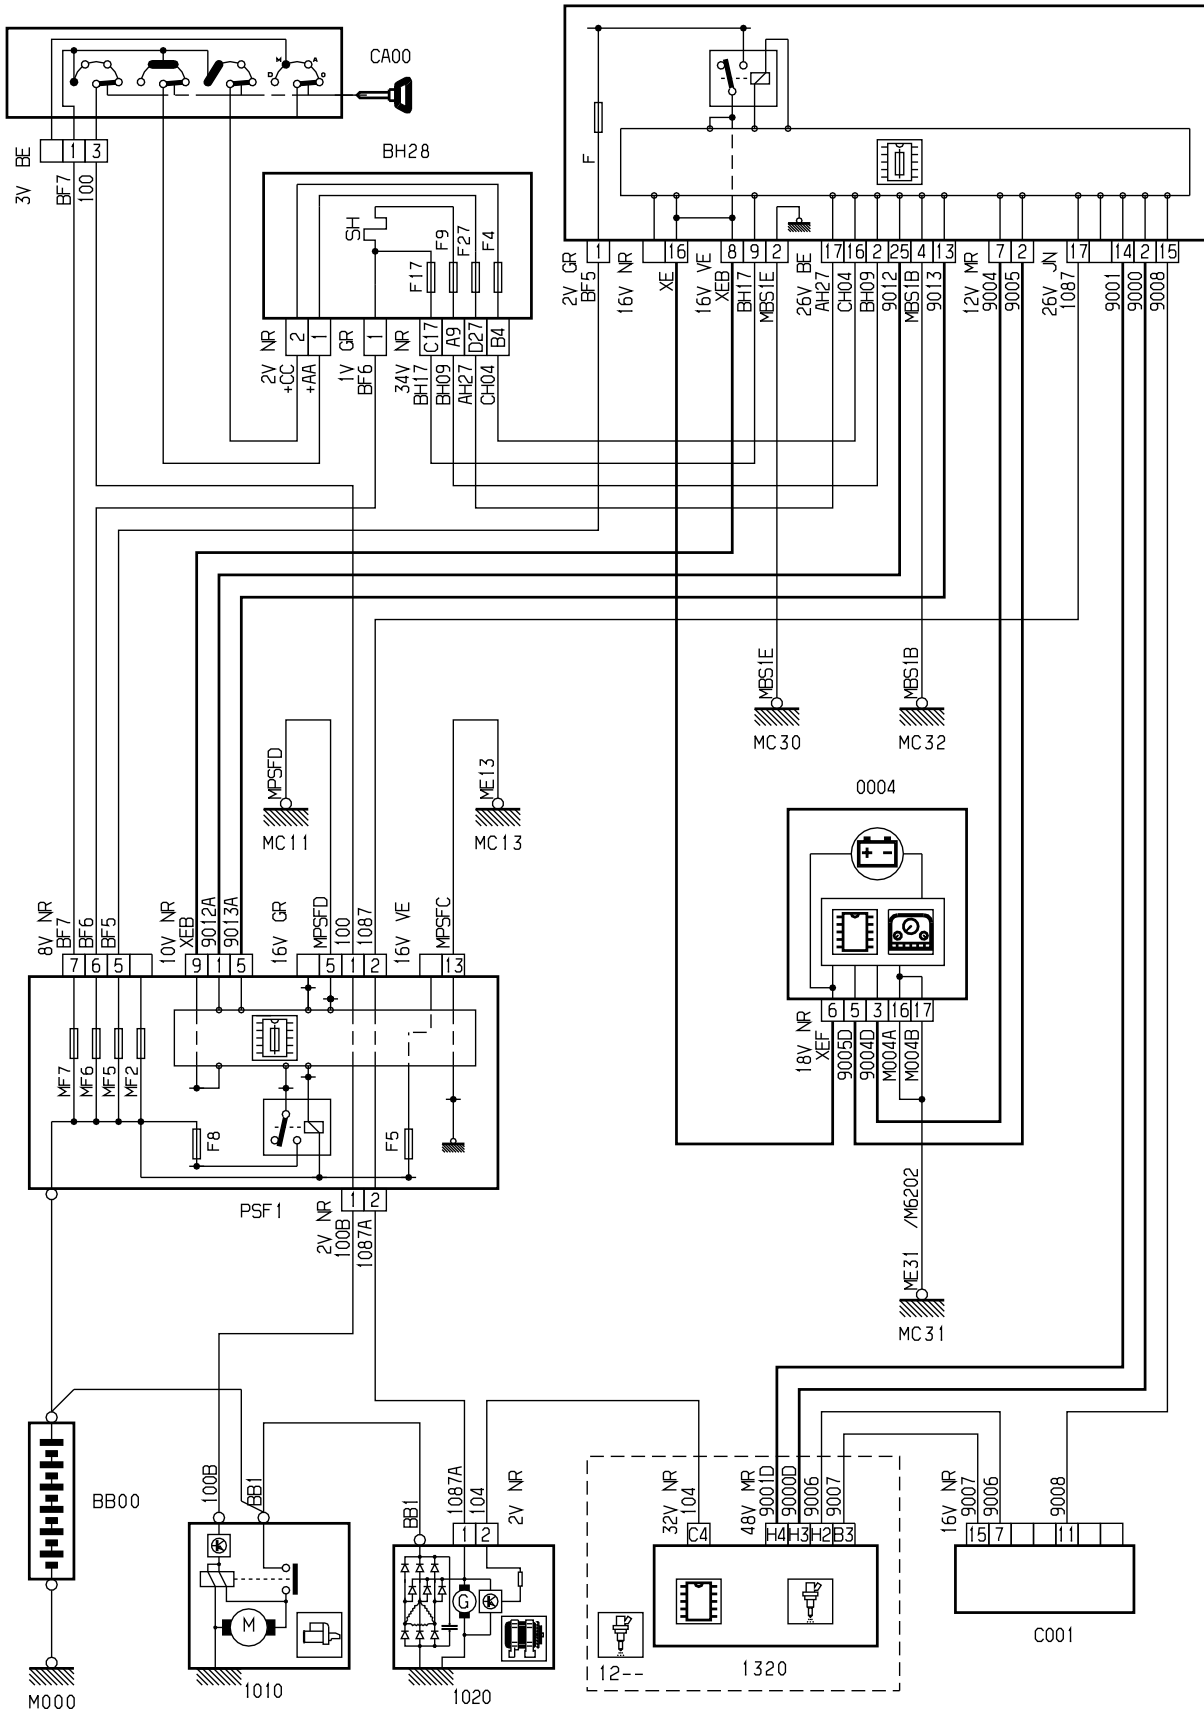 M A
D O
CA00
1 3
3V BE
BF7
100
BH28
SH
F17
F9
F27
F4
2 1 1 C17 A9 D27 B4
2V NR
+CC
+AA
1V GR
BF6
34V NR
BH17
BH09
AH27
CH04
F
1 16 8 9 2 17 16 2 25 4 13 7 2 17 14 2 15
2V GR
BF5
16V NR
XE
16V VE
XEB
BH17
MBS1E
26V BE
AH27
CH04
BH09
9012
MBS1B
9013
12V MR
9004
9005
26V JN
1087
9001
9000
9008
MBS1E
MC30
MBS1B
MC32
MPSFD
MC11
ME13
MC13
0004
+ -
6 5 3 16 17
18V NR
XEF
9005D
9004D
M004A
M004B
/M6202
ME31
MC31
8V NR
BF7
BF6
BF5
10V NR
XEB
9012A
9013A
16V GR
MPSFD
100
1087
16V VE
MPSFC
7 6 5 9 1 5 5 1 2 13
MF7
MF6
MF5
MF2
F8
F5
PSF1
1 2
2V NR
100B
1087A
BB00
M000
100B
BB1
M
1010
BB1
1087A
104
2V NR
1 2
G
1020
32V NR
104
48V MR
9001D
9000D
9006
9007
C4 H4 H3 H2 B3
12--
1320
16V NR
9007
9006
9008
15 7 11
C001